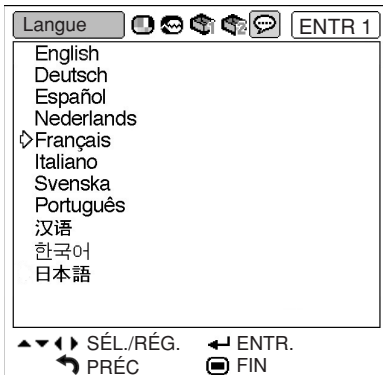 Langue ENTR 1
English
Deutsch
Español
Nederlands
Français
Italiano
Svenska
Português
汉语
한국어
日本語
SÉL./RÉG. ENTR.
PRÉC FIN